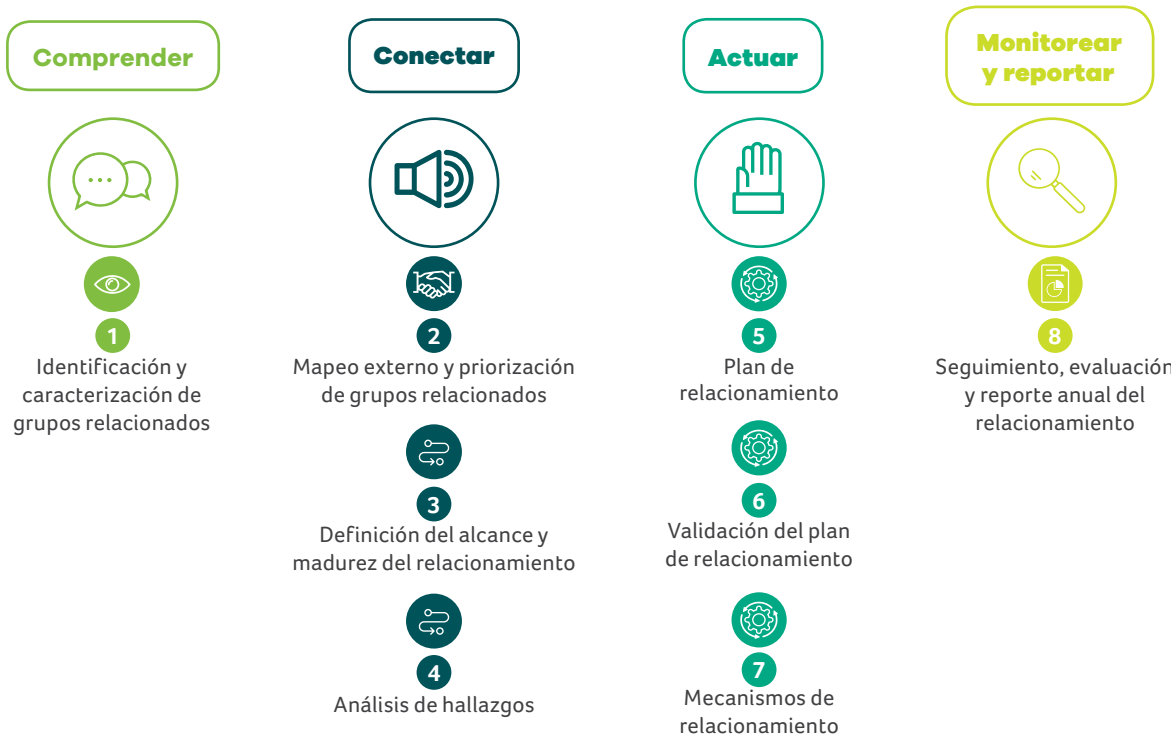 Comprender
1
Identificación y
caracterización de
grupos relacionados
Conectar
2
Mapeo externo y priorización
de grupos relacionados
3
Definición del alcance y
madurez del relacionamiento
4
Análisis de hallazgos
Actuar
5
Plan de
relacionamiento
6
Validación del plan
de relacionamiento
7
Mecanismos de
relacionamiento
Monitorear
y reportar
8
Seguimiento, evaluación
y reporte anual del
relacionamiento